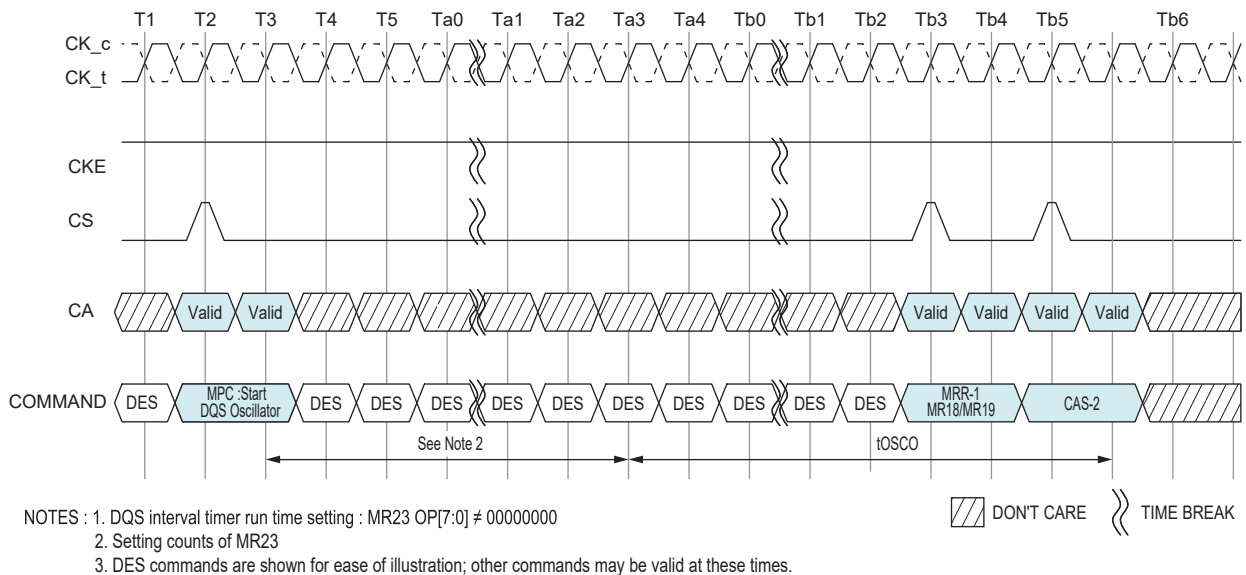 T1 T2 T3 T4 T5 Ta0 Ta1 Ta2 Ta3 Ta4 Tb0 Tb1 Tb2 Tb3 Tb4 Tb5 Tb6
CK_c
CK_t
CKE
CS
CA Valid Valid Valid Valid Valid Valid
COMMAND DES MPC :Start DES DES DES DES DES DES DES DES DES DES MRR-1 CAS-2
DQS Oscillator MR18/MR19
See Note 2 tOSCO
NOTES : 1. DQS interval timer run time setting : MR23 OP[7:0] ≠ 00000000
2. Setting counts of MR23
3. DES commands are shown for ease of illustration; other commands may be valid at these times.
DON'T CARE TIME BREAK